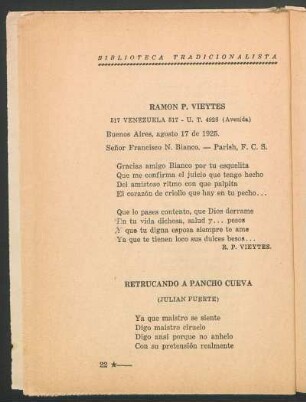 BIBLIOTECA TRADICIONALISTA
RAMON P. VIEYTES
517 VENEZUELA 517 - U. T. 4026 (Avenida)
Buenos Aires, agosto 17 de 1925.
Señor Francisco N. Bianco. — Parish, F. C. S.
Gracias amigo Bianco por tu esquelita
Que me confirma el juicio que tengo hecho
Del amistoso ritmo con que palpita
El corazón de criollo que hay en tu pecho...
Que lo pases contento, que Dios derrame
En tu vida dichosa, salud y... pesos
Y que tu digna esposa siempre te ame
Ya que te tienen loco sus dulces besos...
R. P. VIEYTES.
RETRUCANDO A PANCHO CUEVA
(JULIAN FUERTE)
Ya que maistro se siente
Digo maistro ciruelo
Digo ansi porque no anhelo
Con su pretensión realmente
22 ★—